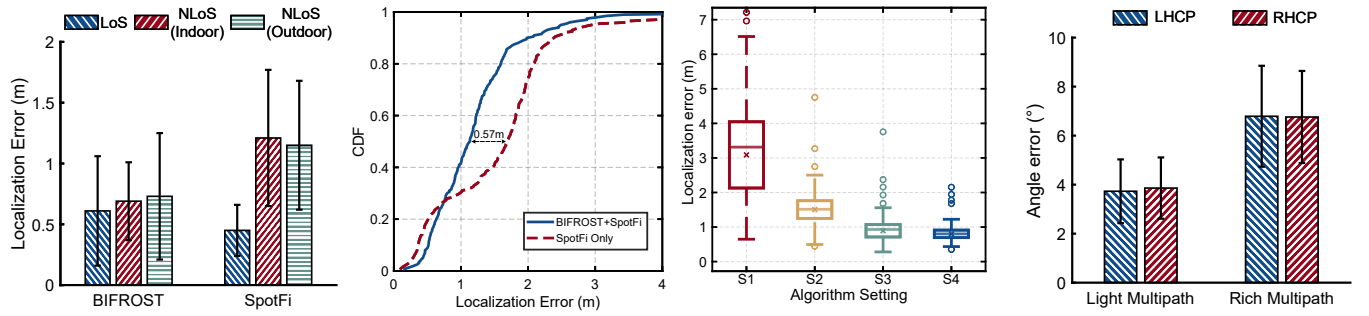 LoS
NLoS
(Indoor)
NLoS
(Outdoor)
Localization Error (m)
2
1.5
1
0.5
0
BIFROST
SpotFi
CDF
1
0.8
0.6
0.4
0.2
0
0.57m
BIFROST+SpotFi
SpotFi Only
0
1
2
3
4
Localization Error (m)
Localization error (m)
7
6
5
4
3
2
1
0
S1
S2
S3
S4
Algorithm Setting
LHCP
RHCP
Angle error (°)
10
8
6
4
2
0
Light Multipath
Rich Multipath